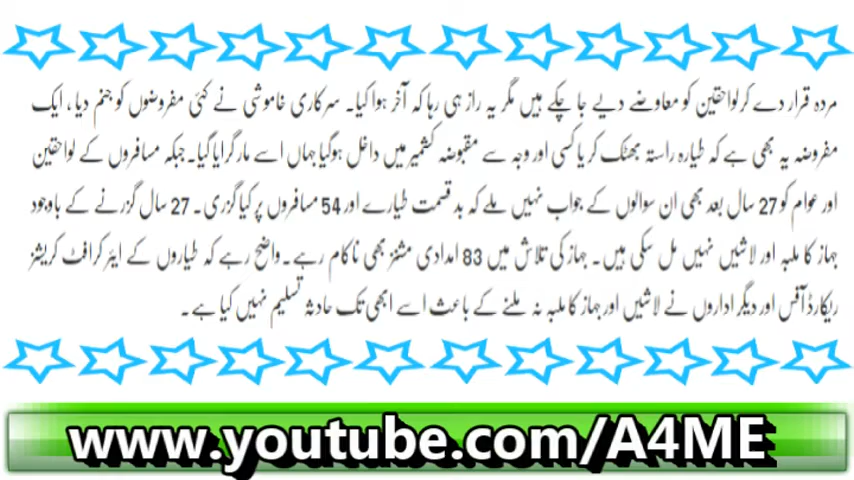 مردہ قرار دے کر لواحقین کو معاوضے دیے جا چکے ہیں مگر یہ راز ہی رہا کہ آخر ہوا کیا۔ سرکاری خاموشی نے کئی مفروضوں کو جنم دیا ، ایک
مفروضہ یہ بھی ہے کہ طیارہ راستہ بھٹک کر یا کسی اور وجہ سے مقبوضہ کشمیر میں داخل ہوگیا جہاں اسے مار گرایا گیا۔ جبکہ مسافروں کے لواحقین
اور عوام کو 27 سال بعد بھی ان سوالوں کے جواب نہیں ملے کہ بد قسمت طیارے اور 54 مسافروں پر کیا گزری۔ 27 سال گزرنے کے باوجود
جہاز کا ملبہ اور لاشیں نہیں مل سکی ہیں۔ جہاز کی تلاش میں 83 امدادی مشنز بھی ناکام رہے۔ واضح رہے کہ طیاروں کے ایئر کرافٹ کریشز
ریکارڈ آفس اور دیگر اداروں نے لاشیں اور جہاز کا ملبہ نہ ملنے کے باعث اسے ابھی تک حادثہ تسلیم نہیں کیا ہے۔
www.youtube.com/A4ME